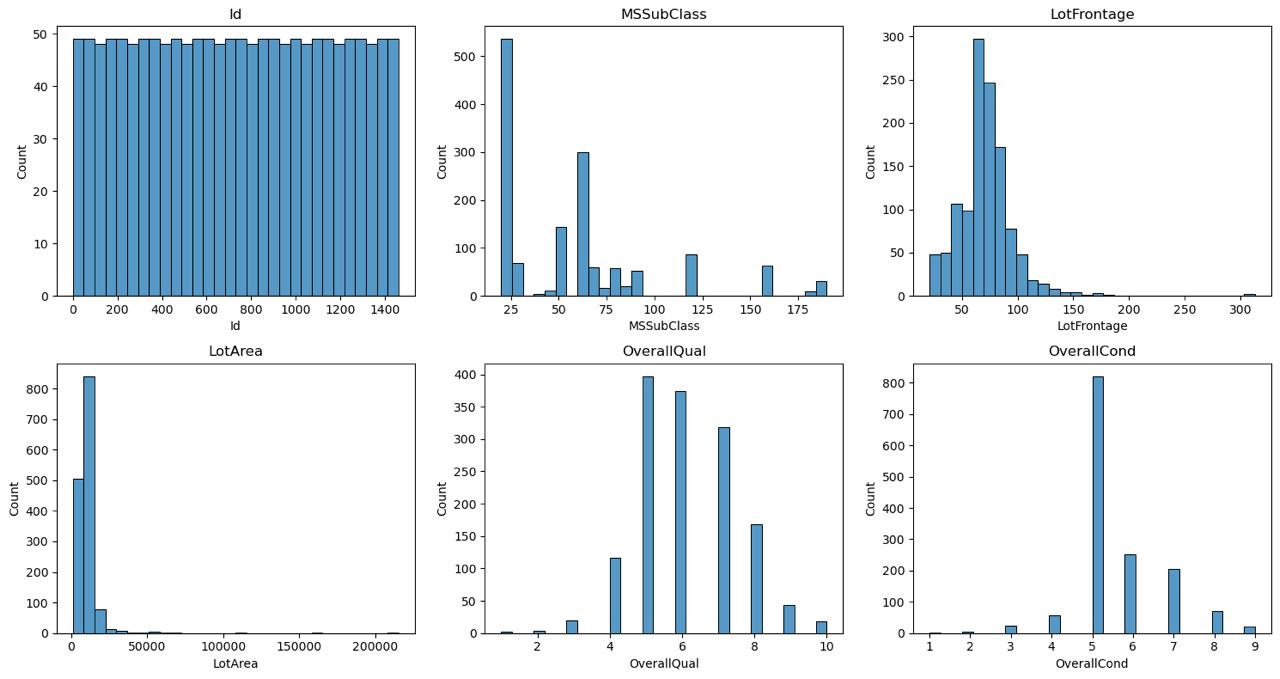 Id
MSSubClass
LotFrontage
50
40
30
20
10
0
Count
0 200 400 600 800 1000 1200 1400
Id
500
400
300
200
100
0
Count
25 50 75 100 125 150 175
MSSubClass
300
250
200
150
100
50
0
Count
50 100 150 200 250 300
LotFrontage
LotArea
OverallQual
OverallCond
800
700
600
500
400
300
200
100
0
Count
0 50000 100000 150000 200000
LotArea
400
350
300
250
200
150
100
50
0
Count
2 4 6 8 10
OverallQual
800
700
600
500
400
300
200
100
0
Count
1 2 3 4 5 6 7 8 9
OverallCond